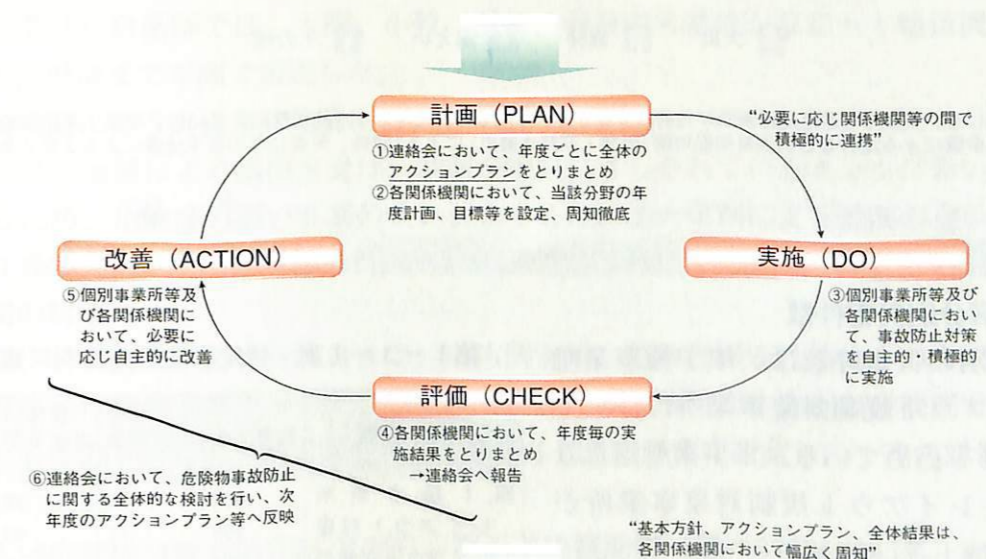 計画（PLAN）
①連絡会において、年度ごとに全体の
アクションプランをとりまとめ
②各関係機関において、当該分野の年
度計画、目標等を設定、周知徹底
“必要に応じ関係機関等の間で
積極的に連携”
実施（DO）
③個別事業所等及び
各関係機関におい
て、事故防止対策
を自主的・積極的
に実施
評価（CHECK）
④各関係機関において、年度毎の実
施結果をとりまとめ
→連絡会へ報告
改善（ACTION）
⑤個別事業所等及
び各関係機関に
おいて、必要に
応じ自主的に改善
⑥連絡会において、危険物事故防止
に関する全体的な検討を行い、次
年度のアクションプラン等へ反映
“基本方針、アクションプラン、全体結果は、
各関係機関において幅広く周知”